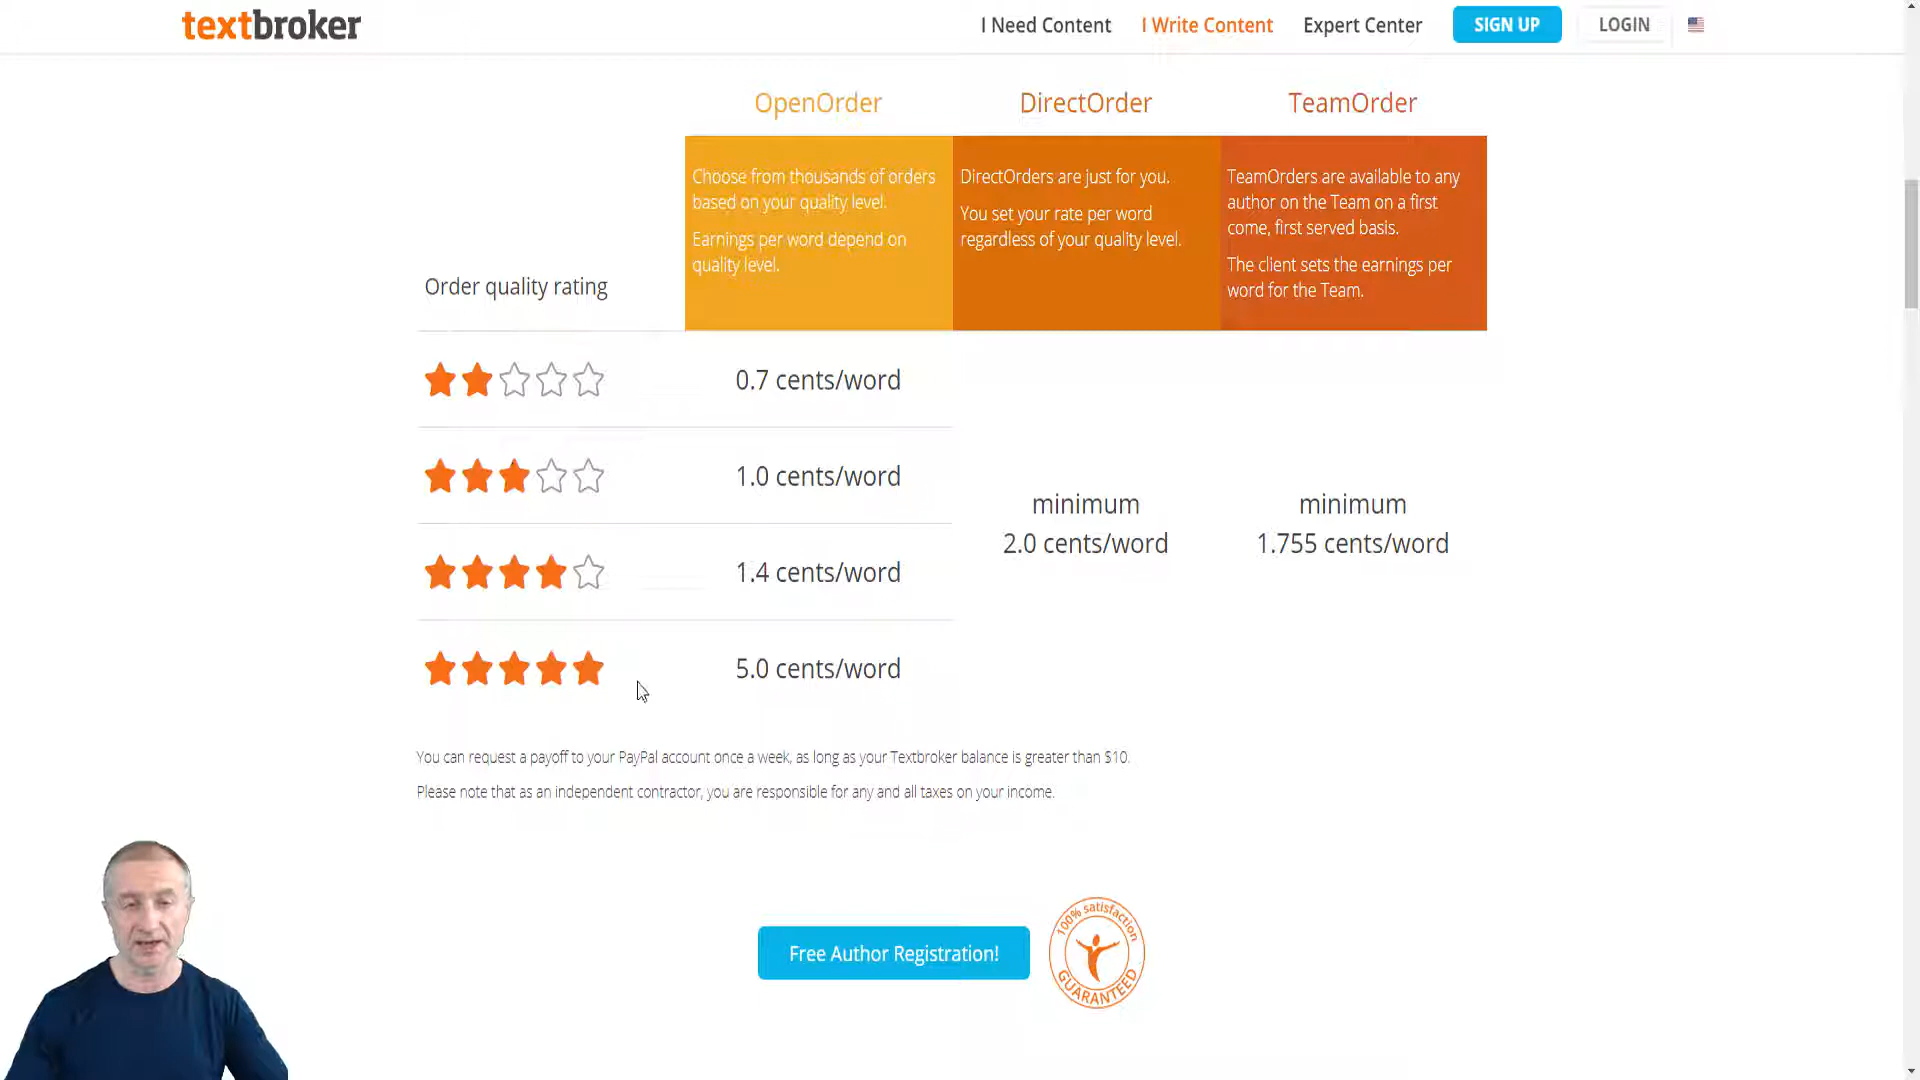 textbroker
I Need Content
I Write Content
Expert Center
SIGN UP
LOGIN
OpenOrder
DirectOrder
TeamOrder
Order quality rating
Choose from thousands of orders
based on your quality level.
Earnings per word depend on
quality level.
DirectOrders are just for you.
You set your rate per word
regardless of your quality level.
TeamOrders are available to any
author on the Team on a first
come, first served basis.
The client sets the earnings per
word for the Team.
0.7 cents/word
1.0 cents/word
1.4 cents/word
5.0 cents/word
minimum
2.0 cents/word
minimum
1.755 cents/word
You can request a payoff to your PayPal account once a week, as long as your Textbroker balance is greater than $10.
Please note that as an independent contractor, you are responsible for any and all taxes on your income.
Free Author Registration!
100% satisfaction
GUARANTEED